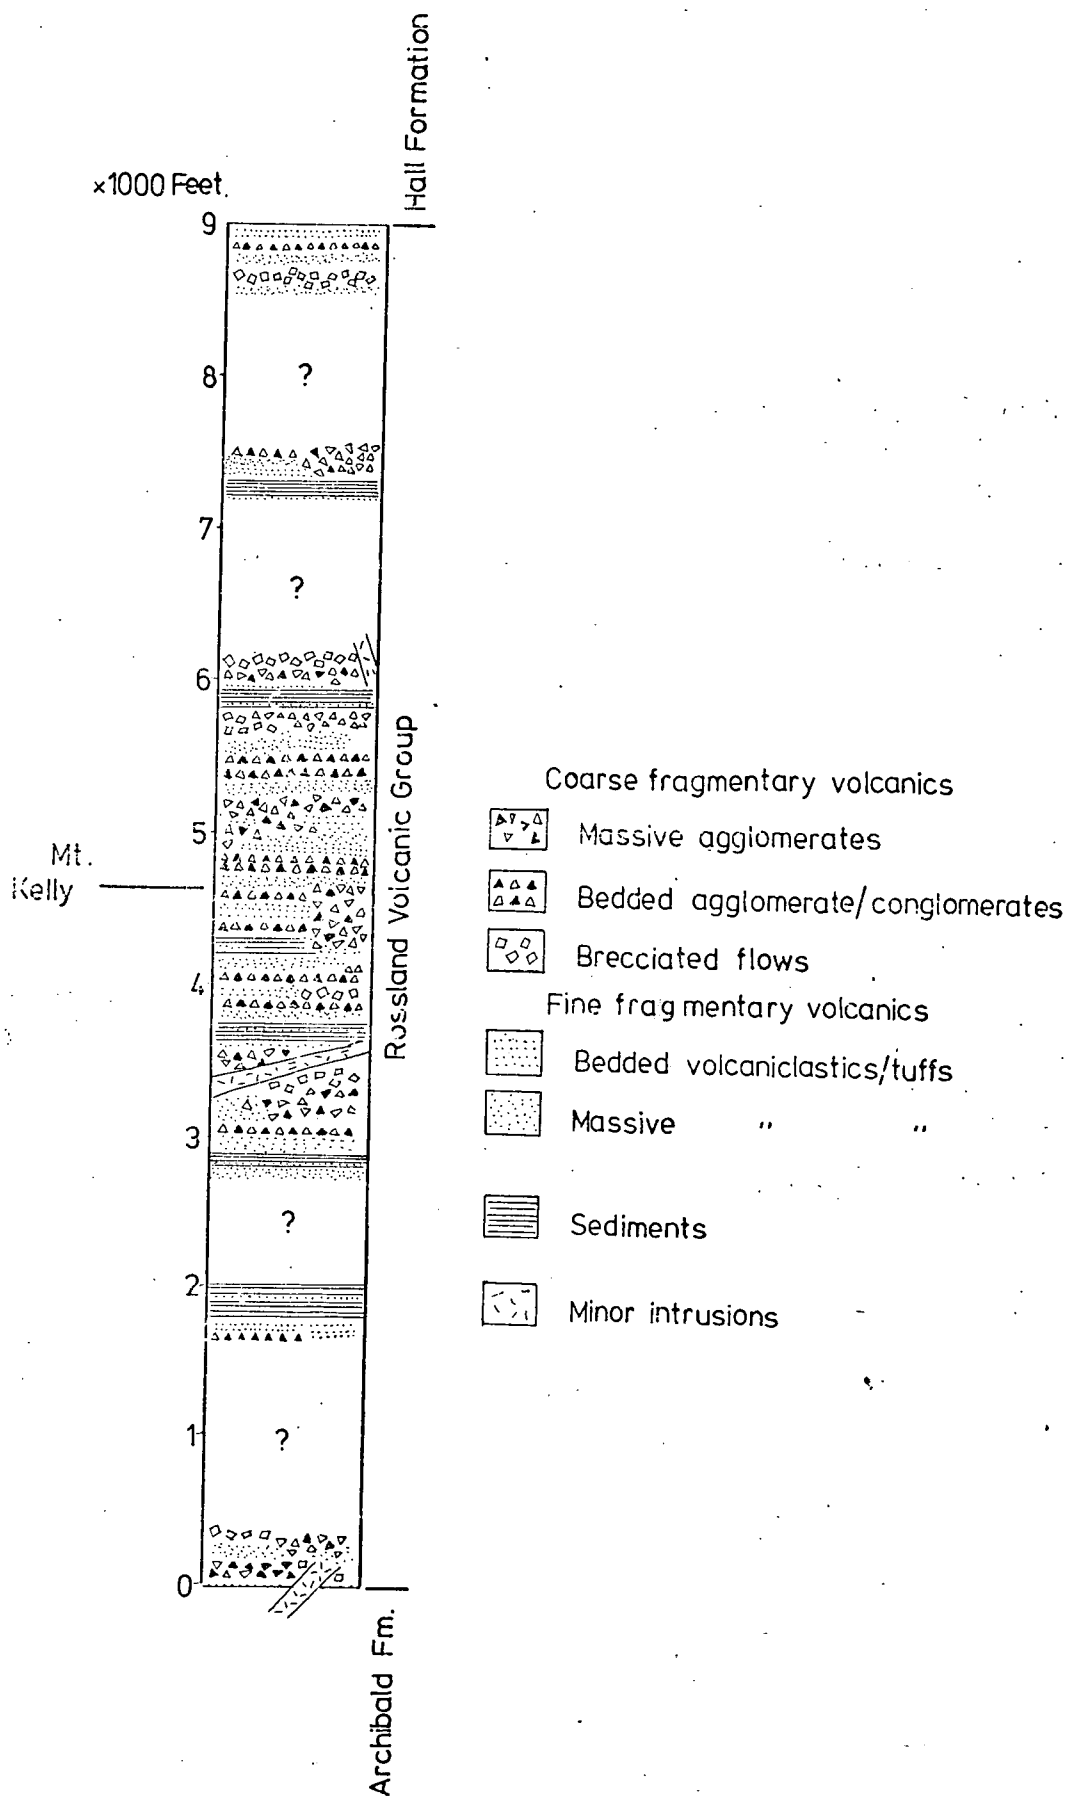 Hall Formation
×1000 Feet.
9
8
?
7
?
6
5
Mt.
Kelly
Rossland Volcanic Group
4
3
?
2
1
?
0
Archibald Fm.
Coarse fragmentary volcanics
Massive agglomerates
Bedded agglomerate/conglomerates
Brecciated flows
Fine fragmentary volcanics
Bedded volcaniclastics/tuffs
Massive " "
Sediments
Minor intrusions